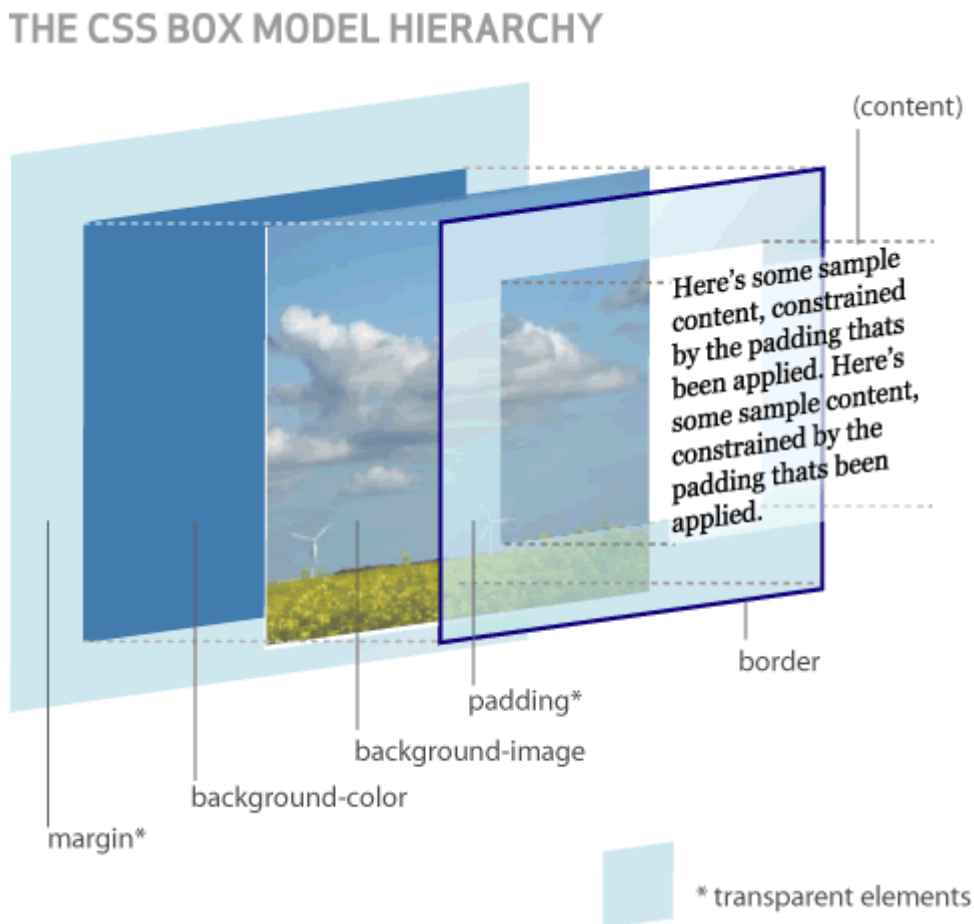 THE CSS BOX MODEL HIERARCHY
(content)
Here’s some sample
content, constrained
by the padding thats
been applied. Here’s
some sample content,
constrained by the
padding thats been
applied.
border
padding*
background-image
background-color
margin*
* transparent elements